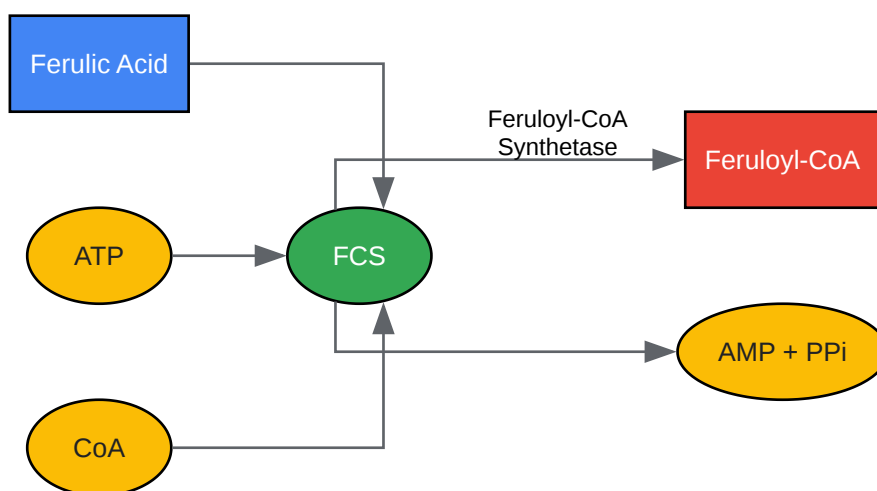 Ferulic Acid
Feruloyl-CoA
Synthetase
Feruloyl-CoA
ATP
FCS
AMP + PPi
CoA